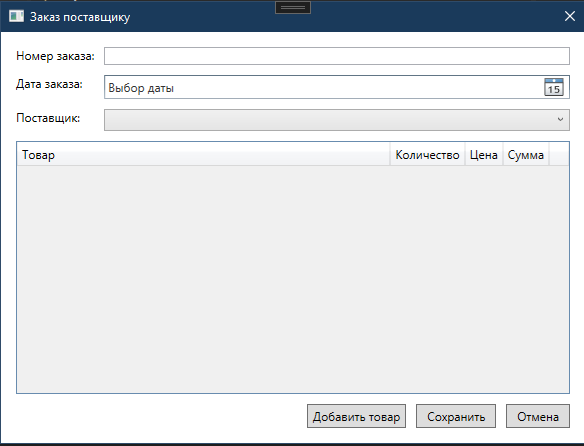 Заказ поставщику
Номер заказа:
Дата заказа: Выбор даты 15
Поставщик:
Товар Количество Цена Сумма
Добавить товар Сохранить Отмена